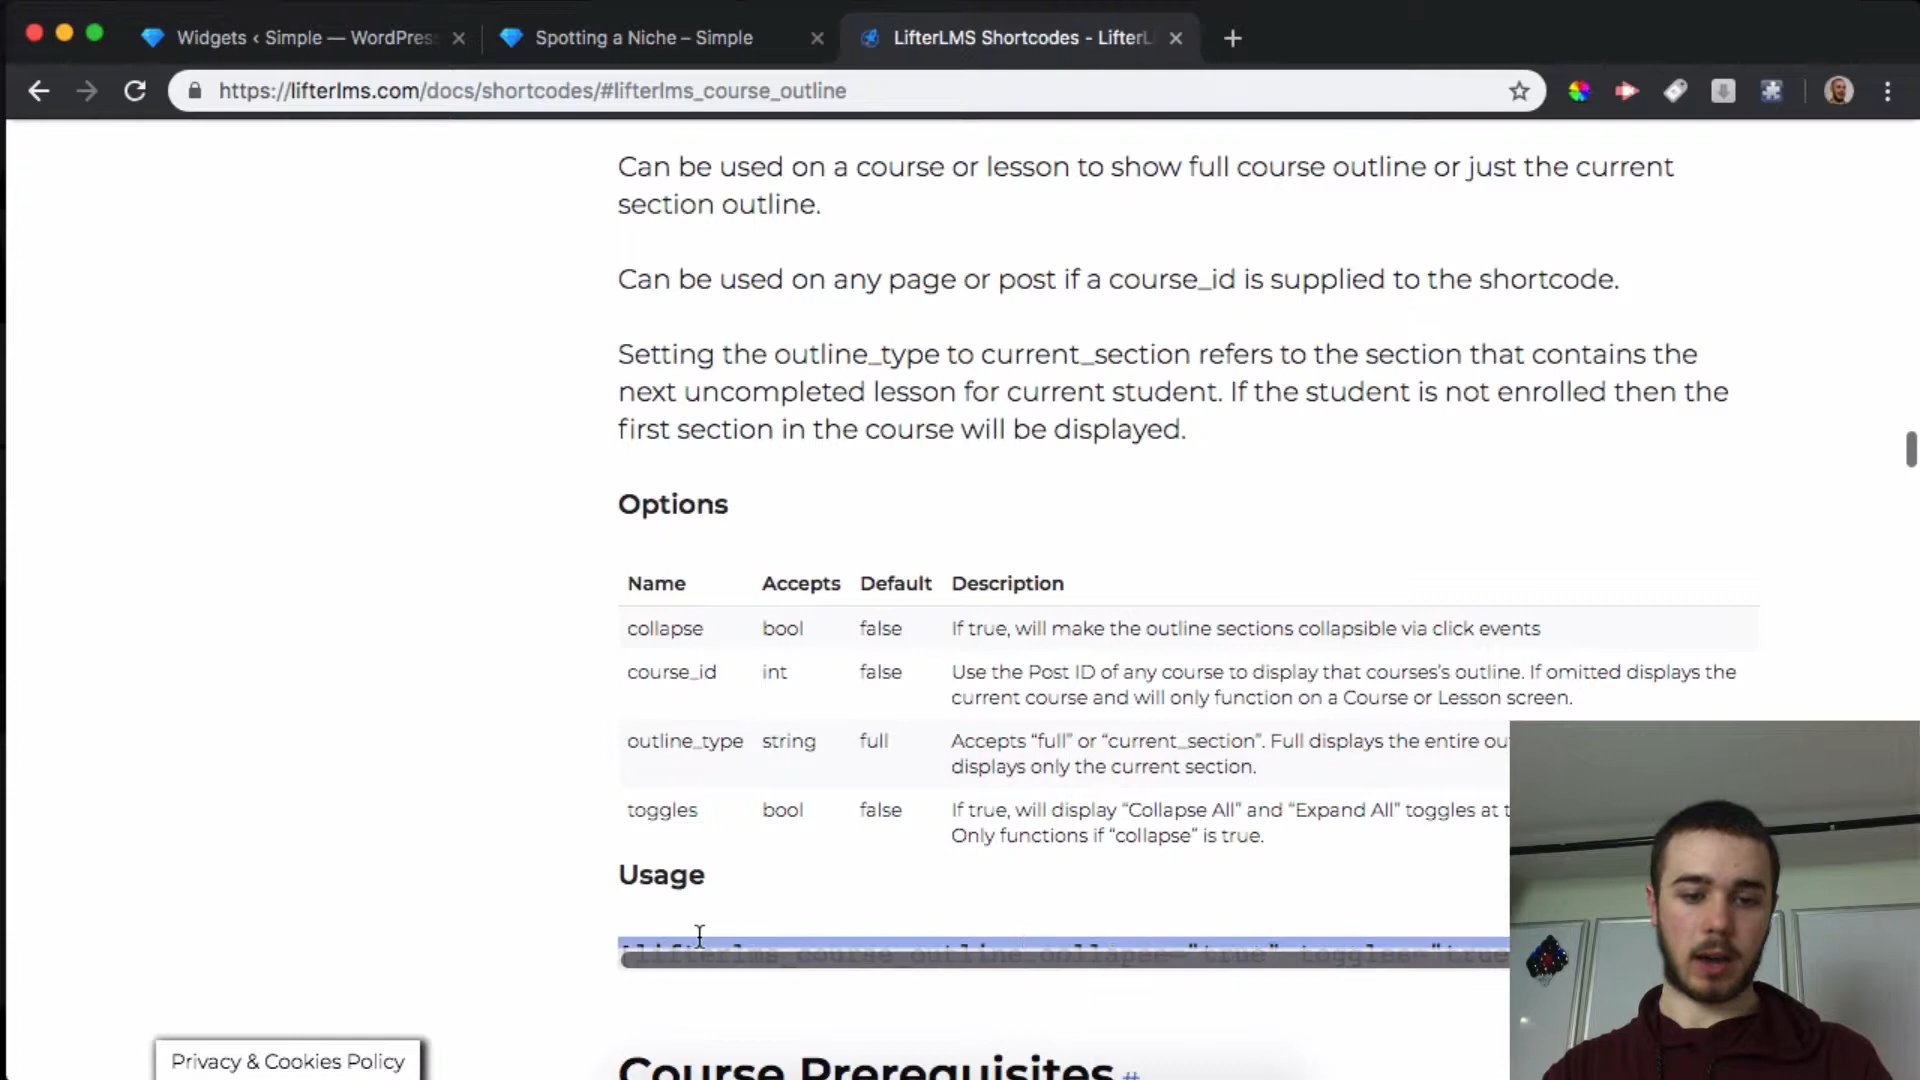 Widgets ‹ Simple — WordPres
Spotting a Niche – Simple
LifterLMS Shortcodes - LifterL
https://lifterlms.com/docs/shortcodes/#lifterlms_course_outline
Can be used on a course or lesson to show full course outline or just the current
section outline.
Can be used on any page or post if a course_id is supplied to the shortcode.
Setting the outline_type to current_section refers to the section that contains the
next uncompleted lesson for current student. If the student is not enrolled then the
first section in the course will be displayed.
Options
Name Accepts Default Description
collapse bool false If true, will make the outline sections collapsible via click events
course_id int false Use the Post ID of any course to display that courses's outline. If omitted displays the
current course and will only function on a Course or Lesson screen.
outline_type string full Accepts “full” or “current_section”. Full displays the entire ou
displays only the current section.
toggles bool false If true, will display “Collapse All” and “Expand All” toggles at t
Only functions if “collapse” is true.
Usage
[lifterlms_course_outline collapse="true" toggles="true
Course Prerequisites #
Privacy & Cookies Policy